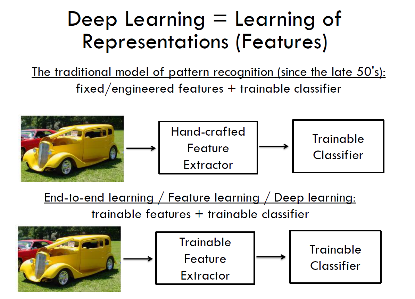 Deep Learning = Learning of
Representations (Features)
The traditional model of pattern recognition (since the late 50's):
fixed/engineered features + trainable classifier
Hand-crafted
Feature
Extractor
Trainable
Classifier
End-to-end learning / Feature learning / Deep learning:
trainable features + trainable classifier
Trainable
Feature
Extractor
Trainable
Classifier